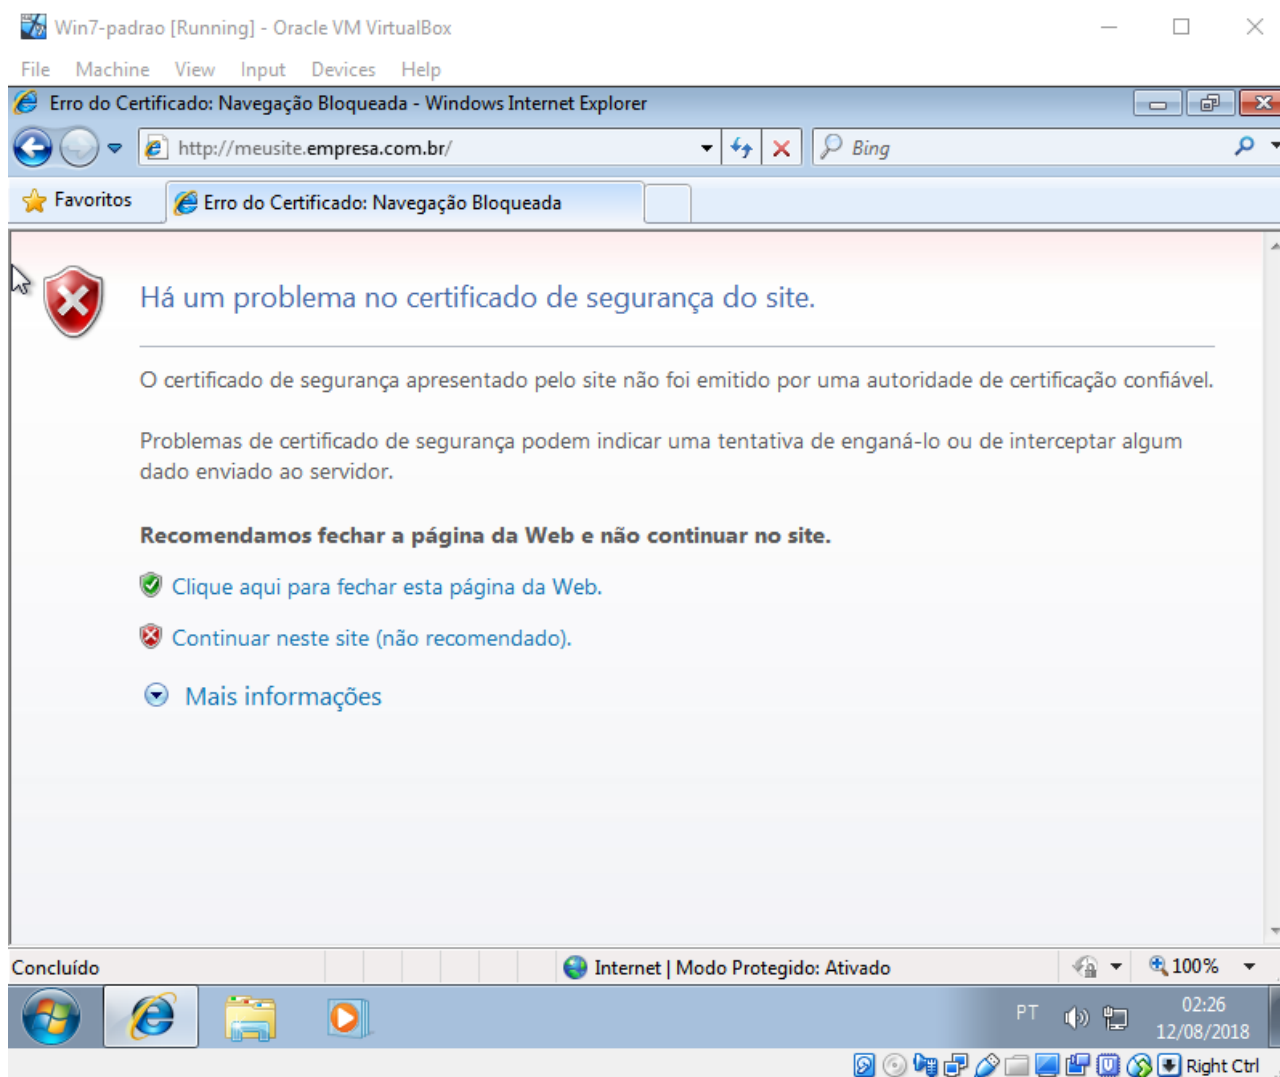 Win7-padrao [Running] - Oracle VM VirtualBox
File Machine View Input Devices Help
Erro do Certificado: Navegação Bloqueada - Windows Internet Explorer
http://meusite.empresa.com.br/
Bing
Favoritos
Erro do Certificado: Navegação Bloqueada
Há um problema no certificado de segurança do site.
O certificado de segurança apresentado pelo site não foi emitido por uma autoridade de certificação confiável.
Problemas de certificado de segurança podem indicar uma tentativa de enganá-lo ou de interceptar algum
dado enviado ao servidor.
Recomendamos fechar a página da Web e não continuar no site.
Clique aqui para fechar esta página da Web.
Continuar neste site (não recomendado).
Mais informações
Concluído
Internet | Modo Protegido: Ativado
100%
PT
02:26
12/08/2018
Right Ctrl